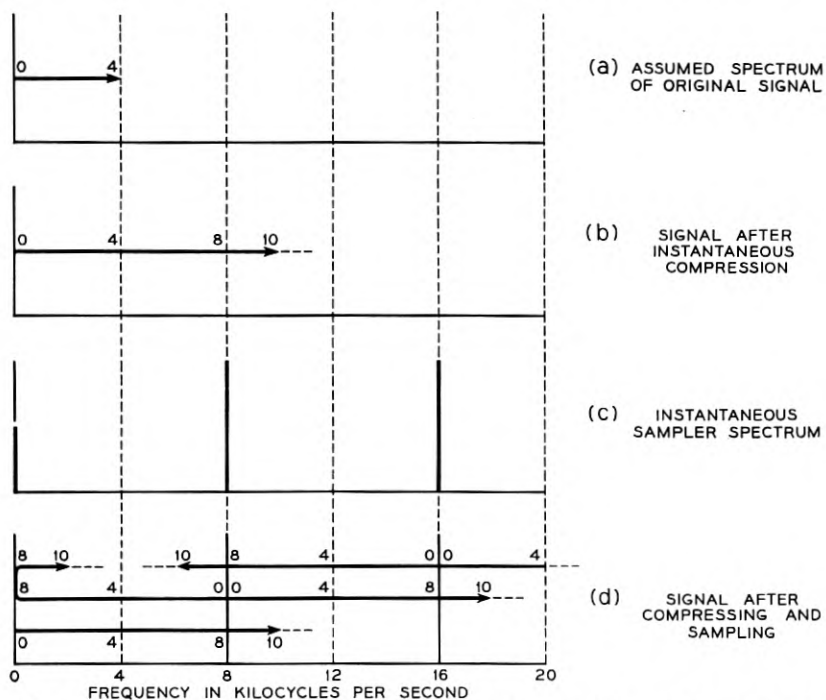 0 4
(a) ASSUMED SPECTRUM
OF ORIGINAL SIGNAL
0 4 8 10
(b) SIGNAL AFTER
INSTANTANEOUS
COMPRESSION
(c) INSTANTANEOUS
SAMPLER SPECTRUM
8 10 10 8 4 0 0 4
8 4 0 0 4 8 10
(d) SIGNAL AFTER
COMPRESSING AND
SAMPLING
0 4 8 10
0 4 8 12 16 20
FREQUENCY IN KILOCYCLES PER SECOND